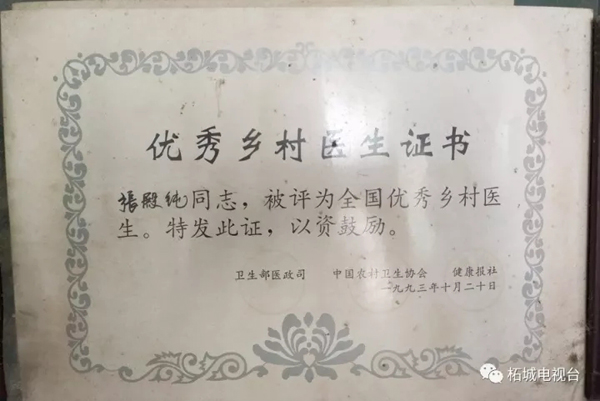 优秀乡村医生证书
張殿纯同志，被评为全国优秀乡村医
生。特发此证，以资鼓励。
卫生部医政司 中国农村卫生协会 健康报社
一九九三年十月二十日
柘城电视台